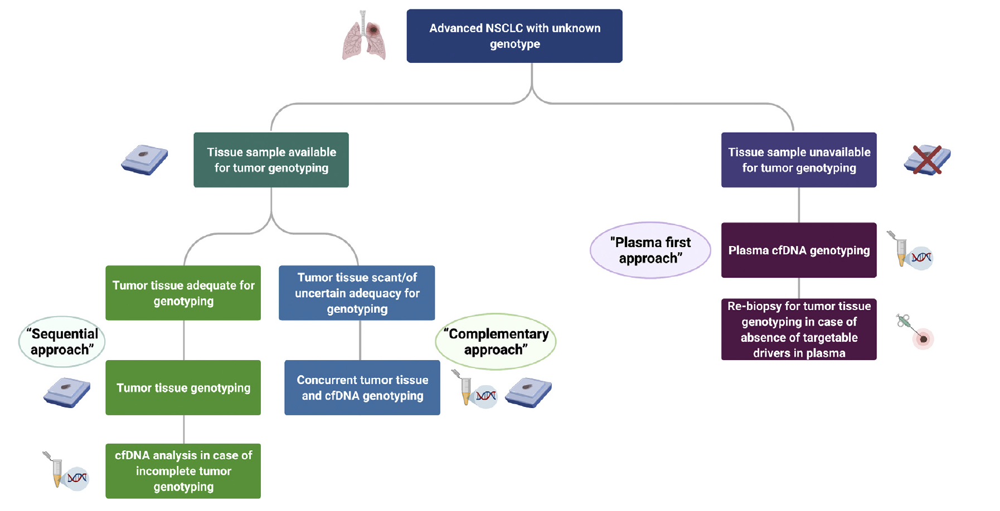 Advanced NSCLC with unknown
genotype
Tissue sample available
for tumor genotyping
Tissue sample unavailable
for tumor genotyping
"Plasma first
approach”
Plasma cfDNA genotyping
Tumor tissue adequate for
genotyping
Tumor tissue scant/of
uncertain adequacy for
genotyping
Re-biopsy for tumor tissue
genotyping in case of
absence of targetable
drivers in plasma
“Sequential
approach”
“Complementary
approach”
Tumor tissue genotyping
Concurrent tumor tissue
and cfDNA genotyping
cfDNA analysis in case of
incomplete tumor
genotyping